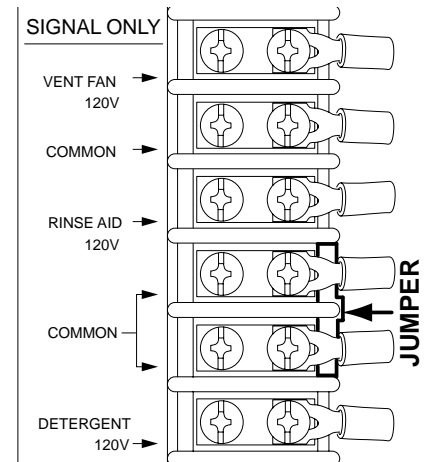 SIGNAL ONLY
VENT FAN
120V
COMMON
RINSE AID
120V
COMMON
JUMPER
DETERGENT
120V